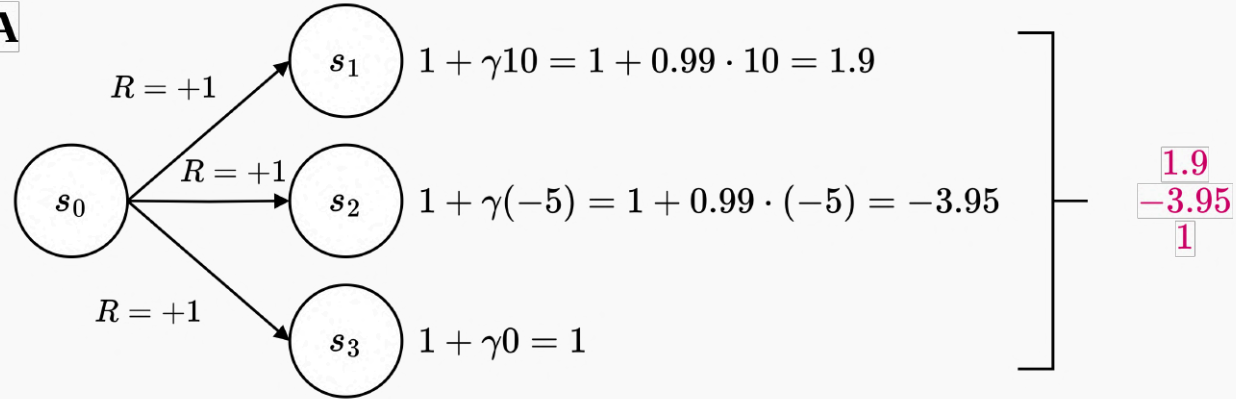 A
R = +1
s₁
1 + γ10 = 1 + 0.99 · 10 = 1.9
s₀
R = +1
s₂
1 + γ(−5) = 1 + 0.99 · (−5) = −3.95
1.9
−3.95
1
R = +1
s₃
1 + γ0 = 1